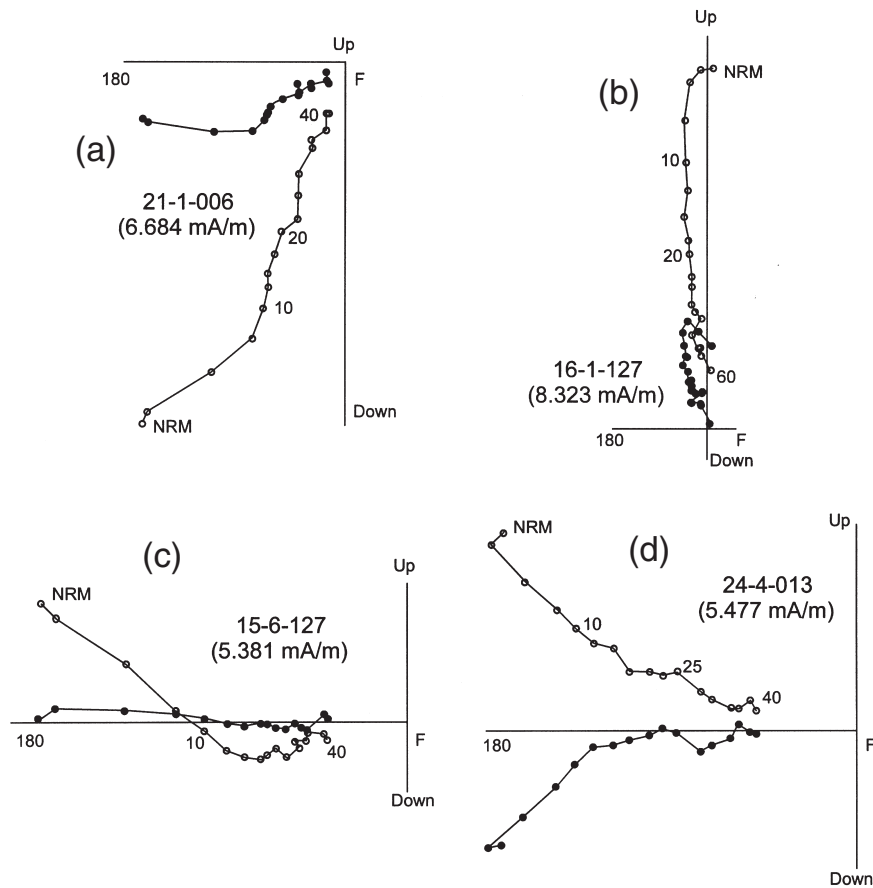 Up
180
F
(a)
40
21-1-006
(6.684 mA/m)
20
10
Down
NRM
Up
NRM
(b)
10
20
16-1-127
(8.323 mA/m)
60
180
F
Down
(c)
Up
NRM
15-6-127
(5.381 mA/m)
180
10
40
F
Down
Up
NRM
(d)
24-4-013
(5.477 mA/m)
10
25
40
180
F
Down